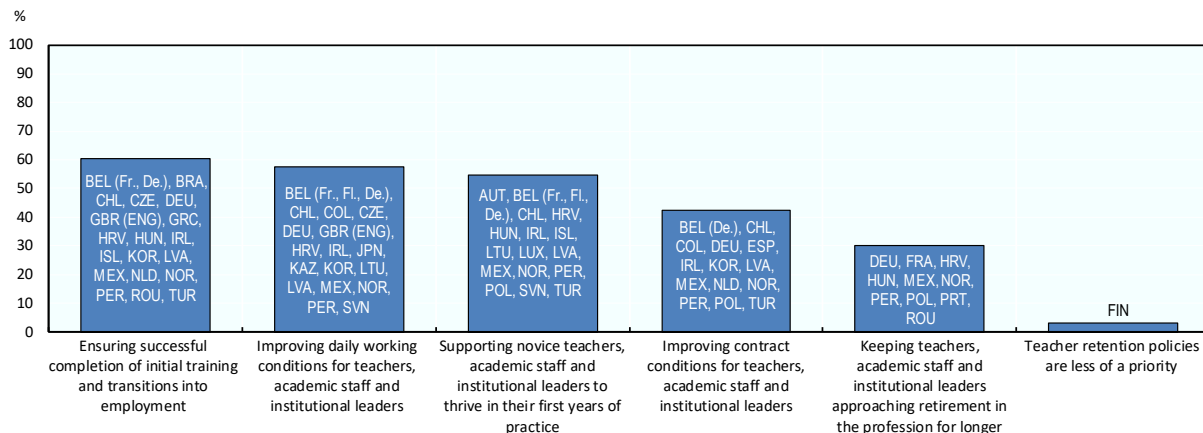 %
100
90
80
70
60
50
40
30
20
10
0
BEL (Fr., De.), BRA,
CHL, CZE, DEU,
GBR (ENG), GRC,
HRV, HUN, IRL,
ISL, KOR, LVA,
MEX, NLD, NOR,
PER, ROU, TUR
BEL (Fr., Fl., De.),
CHL, COL, CZE,
DEU, GBR (ENG),
HRV, IRL, JPN,
KAZ, KOR, LTU,
LVA, MEX, NOR,
PER, SVN
AUT, BEL (Fr., Fl.,
De.), CHL, HRV,
HUN, IRL, ISL,
LTU, LUX, LVA,
MEX, NOR, PER,
POL, SVN, TUR
BEL (De.), CHL,
COL, DEU, ESP,
IRL, KOR, LVA,
MEX, NLD, NOR,
PER, POL, TUR
DEU, FRA, HRV,
HUN, MEX, NOR,
PER, POL, PRT,
ROU
FIN
Ensuring successful
completion of initial training
and transitions into
employment
Improving daily working
conditions for teachers,
academic staff and
institutional leaders
Supporting novice teachers,
academic staff and
institutional leaders to
thrive in their first years of
practice
Improving contract
conditions for teachers,
academic staff and
institutional leaders
Keeping teachers,
academic staff and
institutional leaders
approaching retirement in
the profession for longer
Teacher retention policies
are less of a priority